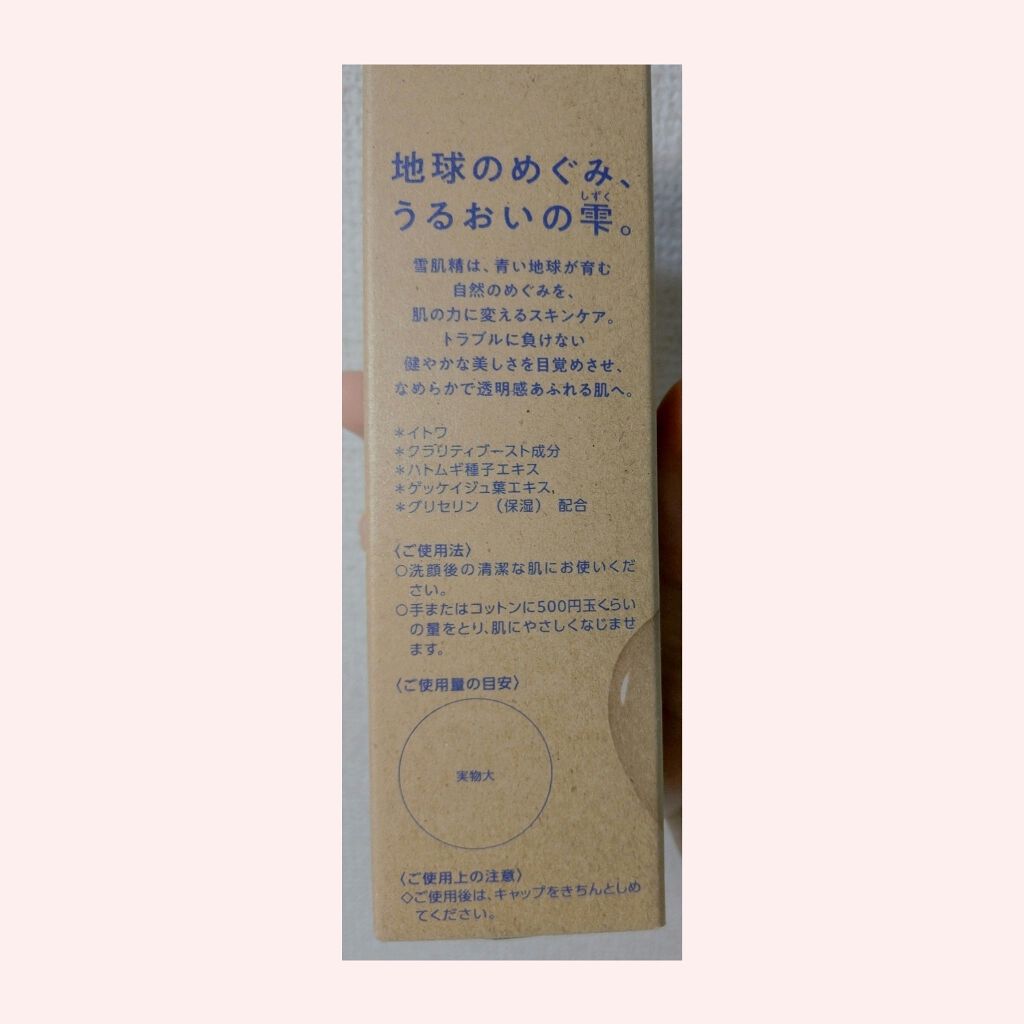 地球のめぐみ、
しずく
うるおいの雫。
雪肌精は、青い地球が育む
自然のめぐみを、
肌の力に変えるスキンケア。
トラブルに負けない
健やかな美しさを目覚めさせ、
なめらかで透明感あふれる肌へ。
＊イトワ
＊クラリティブースト成分
＊ハトムギ種子エキス
＊ゲッケイジュ葉エキス,
＊グリセリン （保湿） 配合
〈ご使用法〉
○洗顔後の清潔な肌にお使いくだ
さい。
○手またはコットンに500円玉くらい
の量をとり、肌にやさしくなじませ
ます。
〈ご使用量の目安〉
実物大
〈ご使用上の注意〉
◇ご使用後は、キャップをきちんとしめ
てください。